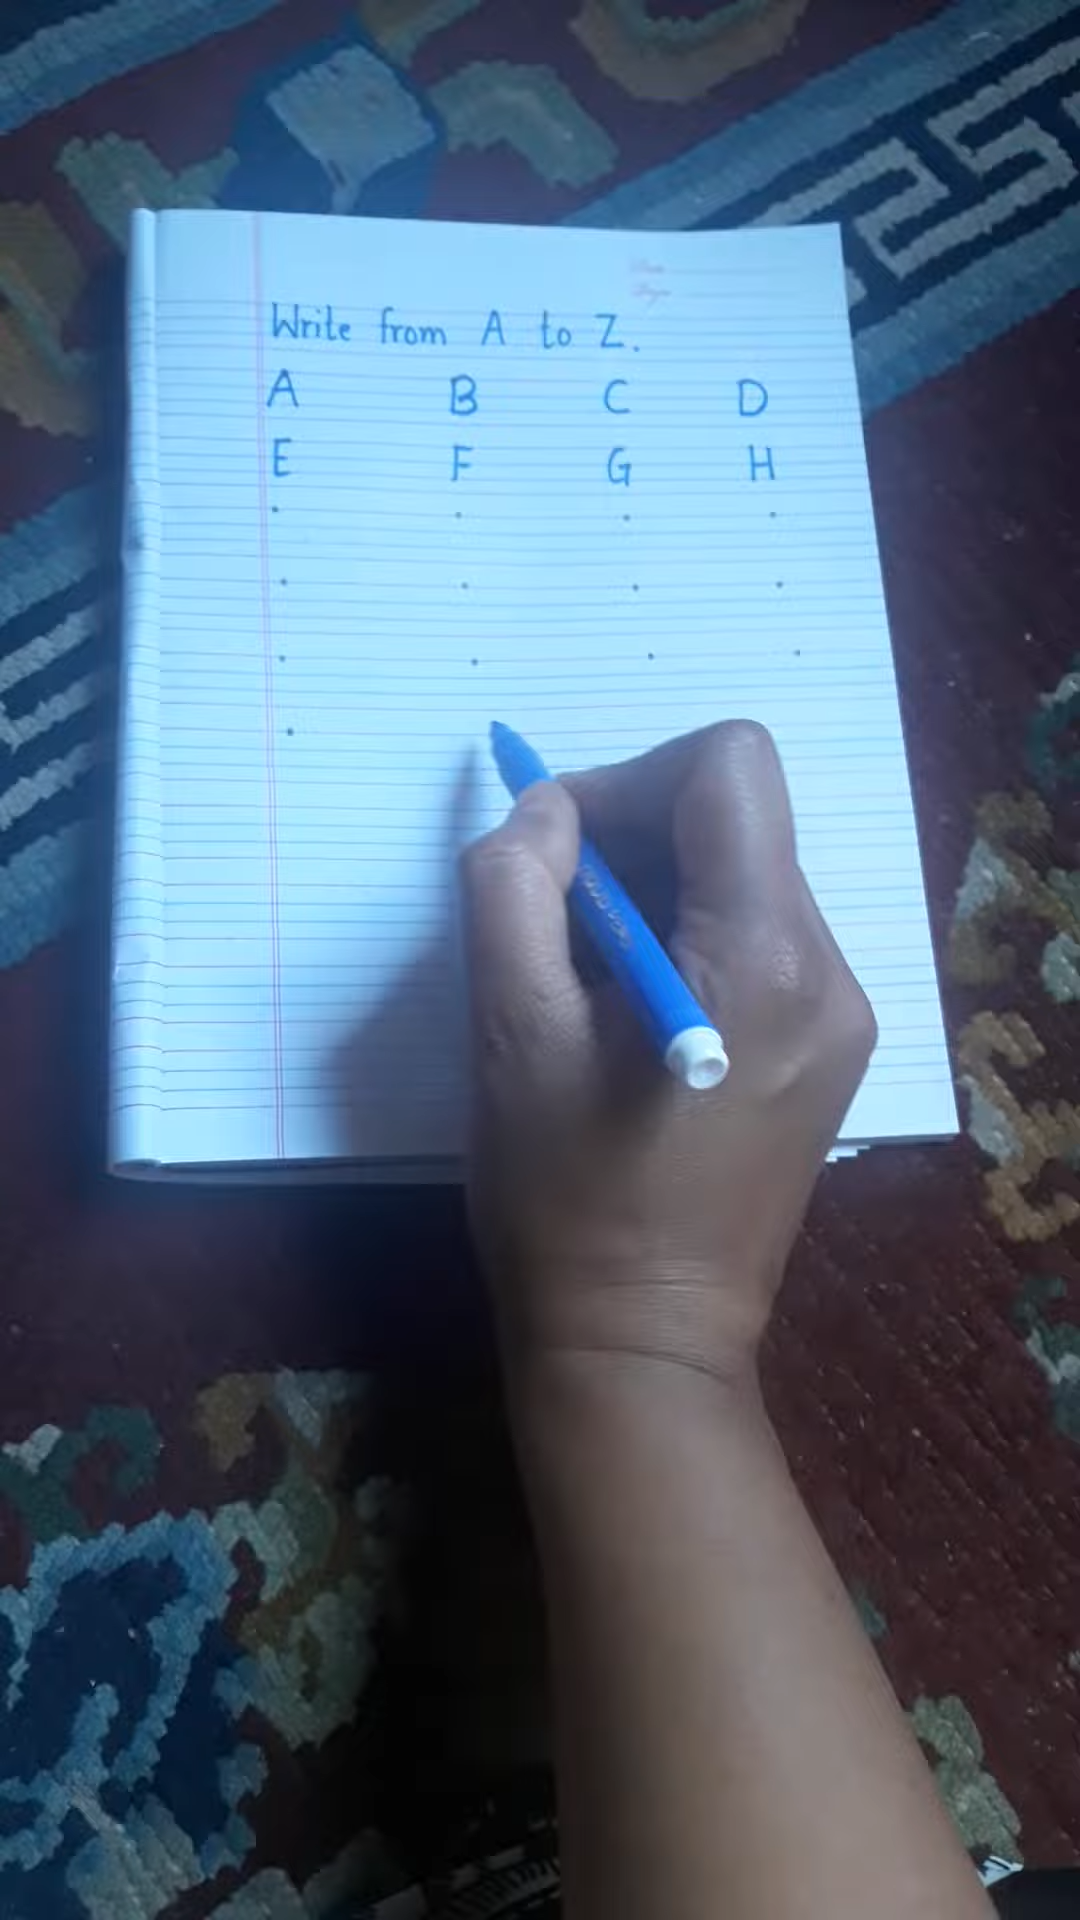 Write from A to Z.
A B C D
E F G H
. . . .
. . . .
. . . .
.